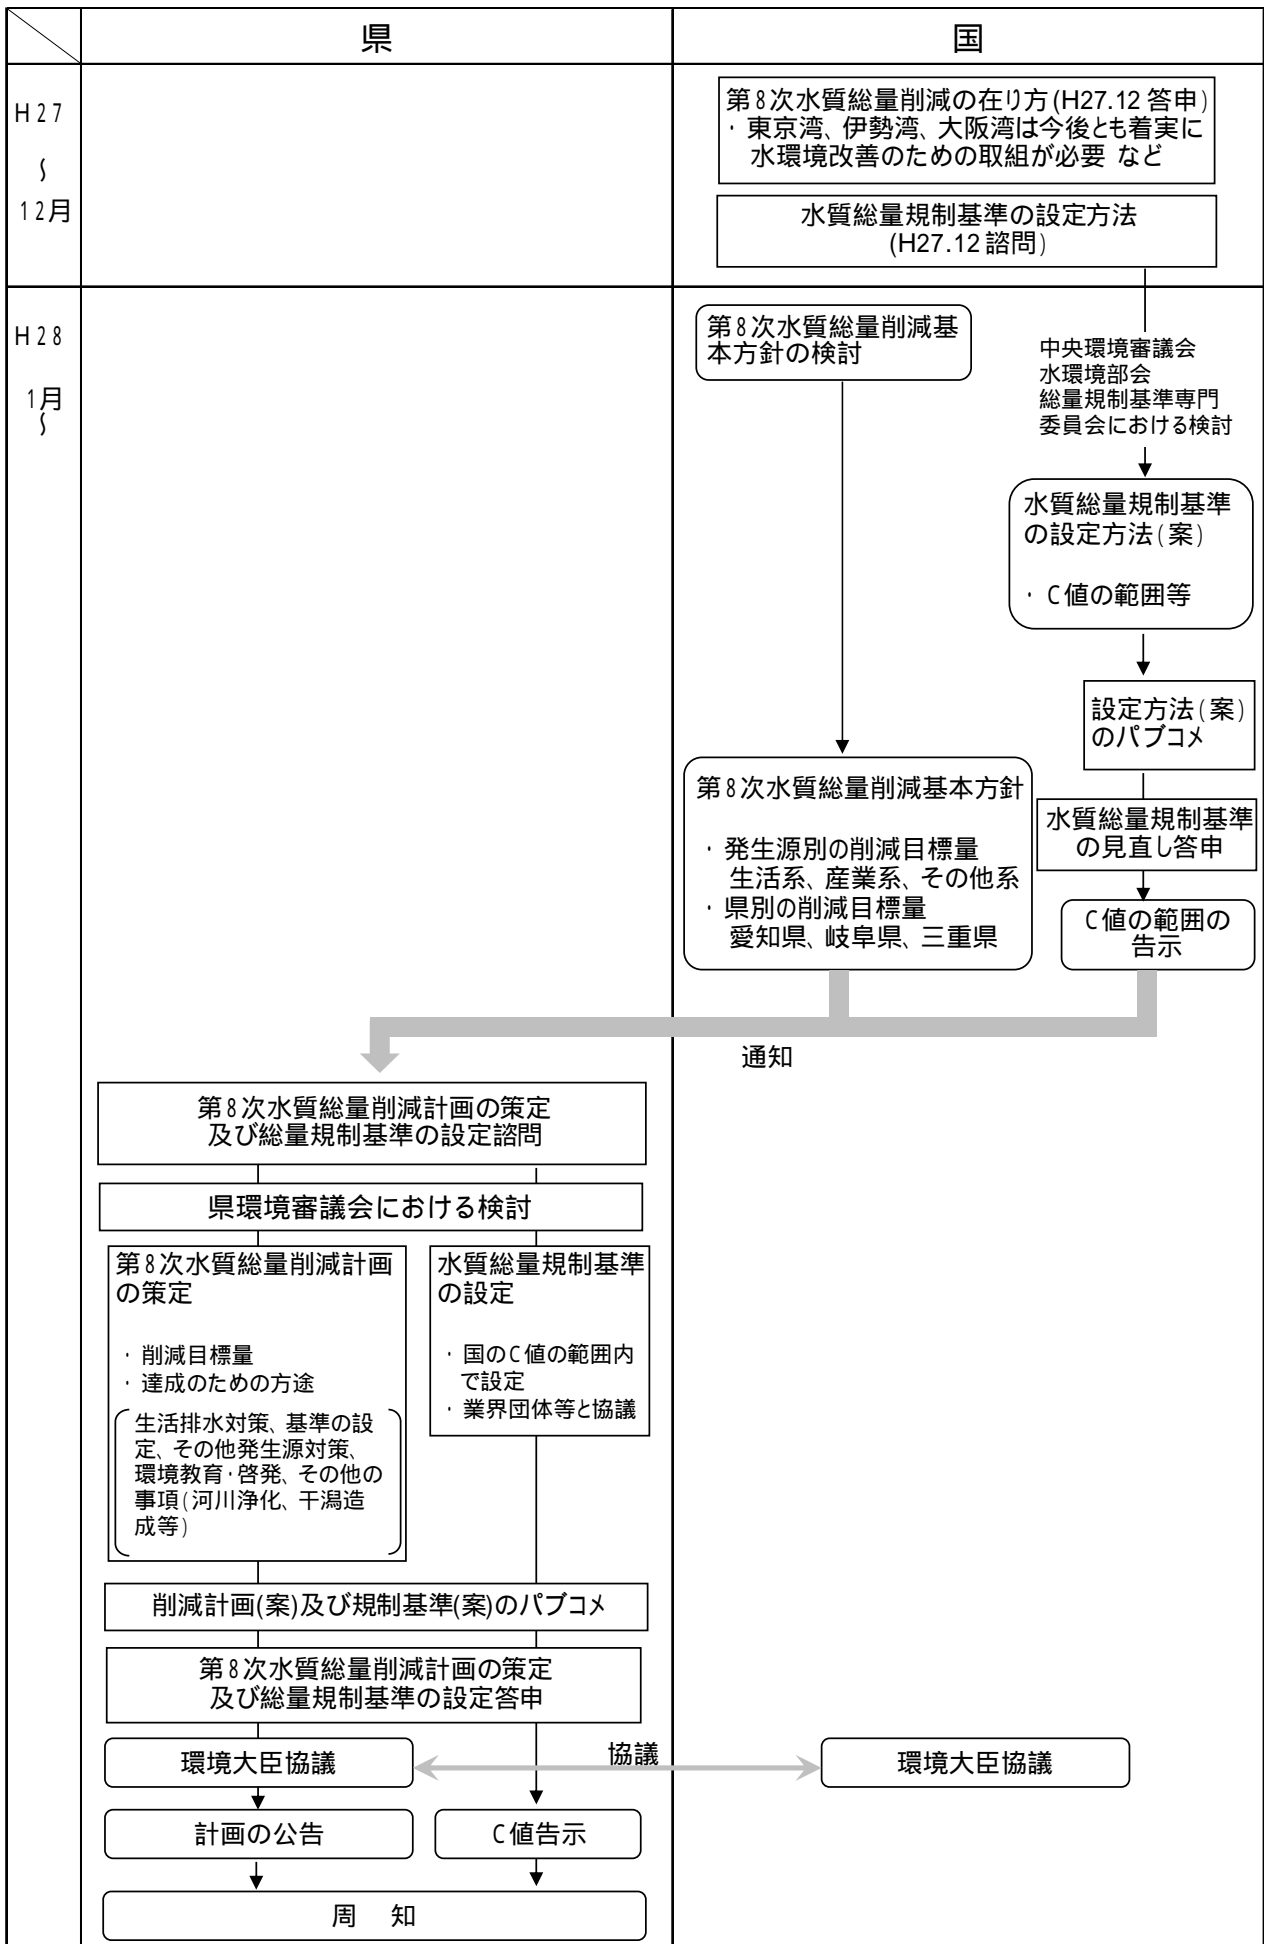 県
国
H27
〜
12月
第8次水質総量削減の在り方(H27.12 答申)
・東京湾、伊勢湾、大阪湾は今後とも着実に
水環境改善のための取組が必要 など
水質総量規制基準の設定方法
(H27.12 諮問)
H28
1月
〜
第8次水質総量削減基
本方針の検討
中央環境審議会
水環境部会
総量規制基準専門
委員会における検討
水質総量規制基準
の設定方法(案)
・C値の範囲等
設定方法(案)
のパブコメ
水質総量規制基準
の見直し答申
C値の範囲の
告示
第8次水質総量削減基本方針
・発生源別の削減目標量
生活系、産業系、その他系
・県別の削減目標量
愛知県、岐阜県、三重県
通知
第8次水質総量削減計画の策定
及び総量規制基準の設定諮問
県環境審議会における検討
第8次水質総量削減計画
の策定
・削減目標量
・達成のための方途
生活排水対策、基準の設
定、その他発生源対策、
環境教育・啓発、その他の
事項(河川浄化、干潟造
成等)
水質総量規制基準
の設定
・国のC値の範囲内
で設定
・業界団体等と協議
削減計画(案)及び規制基準(案)のパブコメ
第8次水質総量削減計画の策定
及び総量規制基準の設定答申
環境大臣協議
協議
環境大臣協議
計画の公告
C値告示
周 知